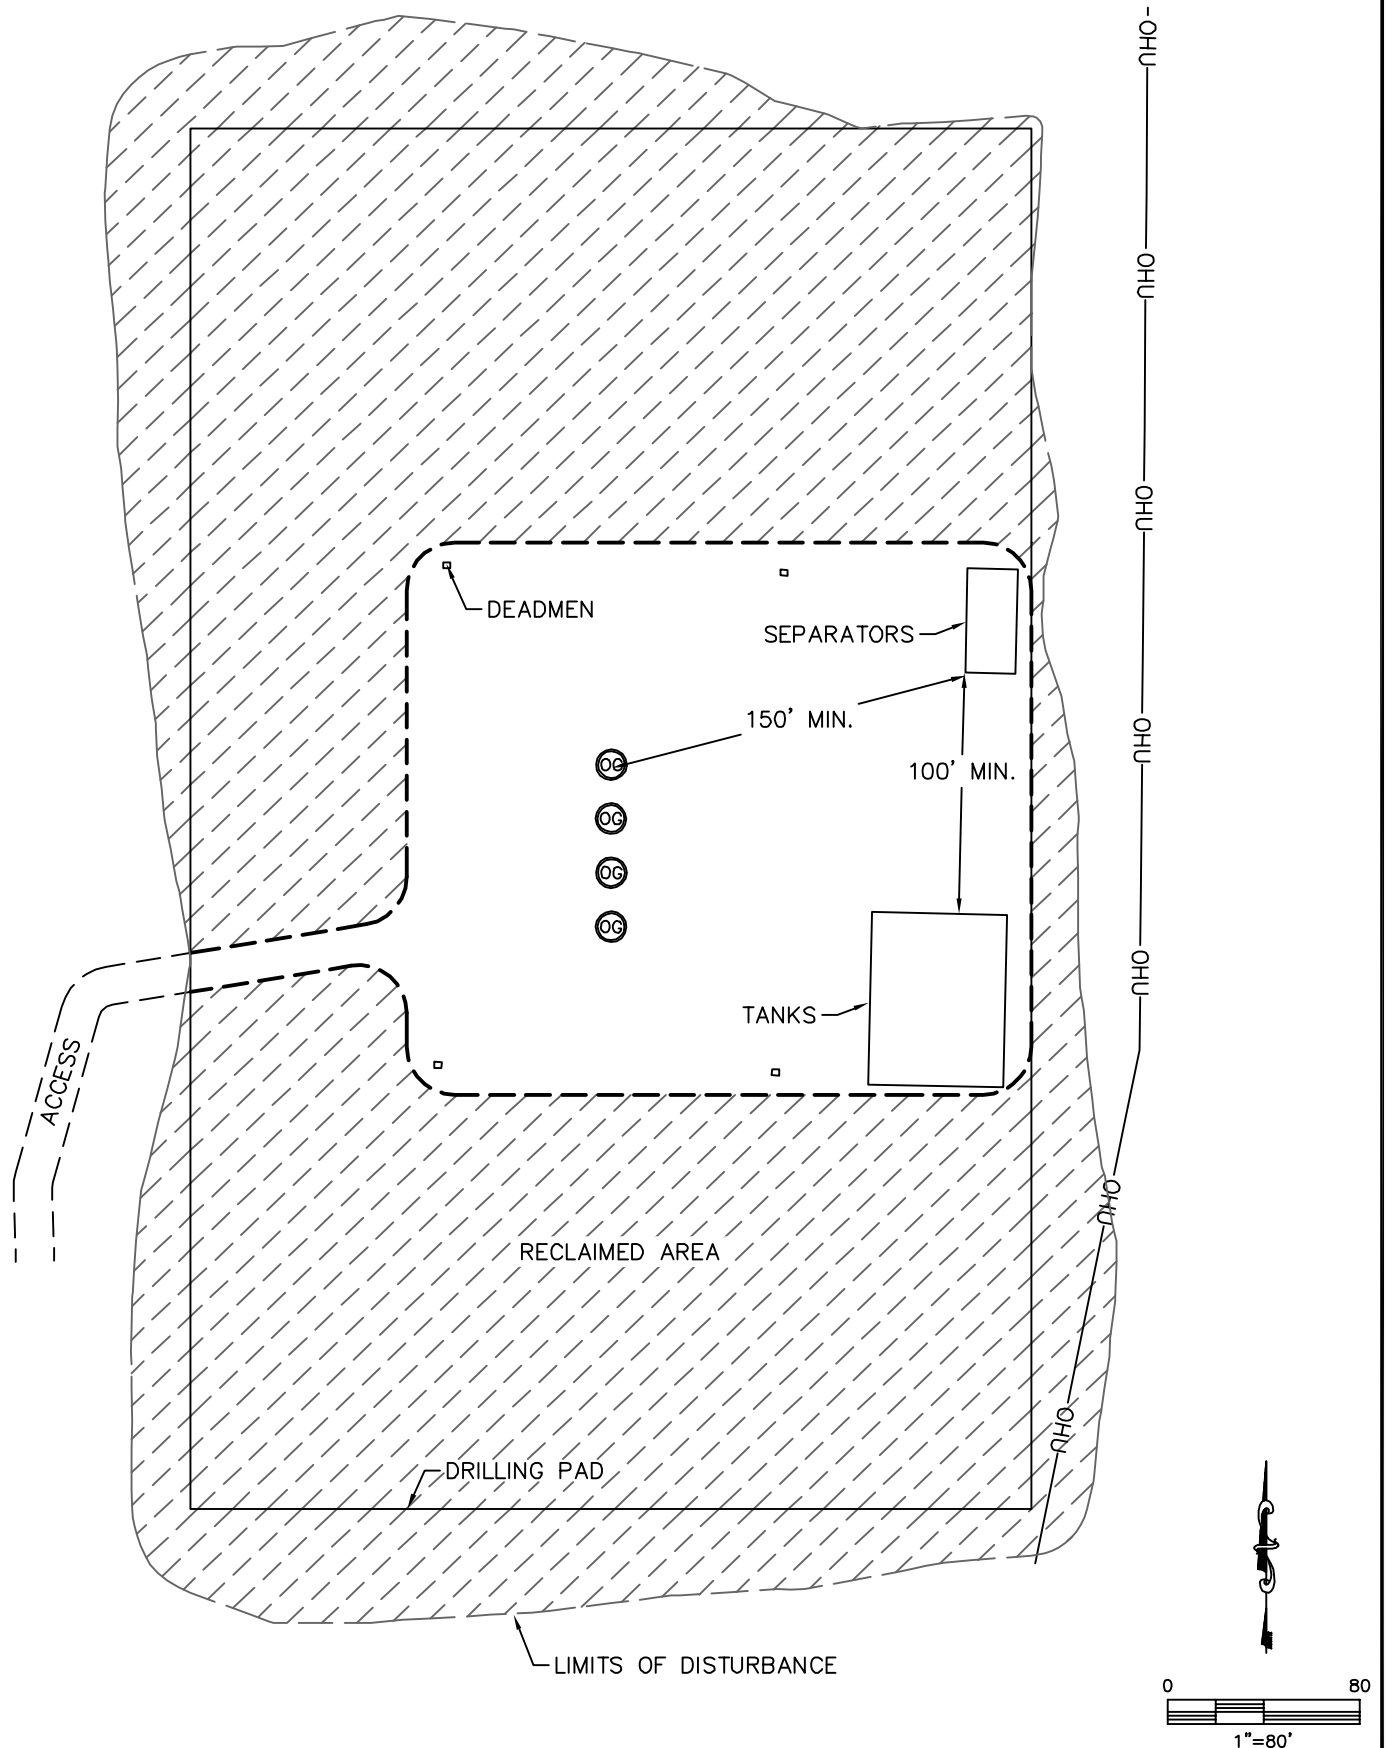 OHU
OHU
OHU
DEADMEN
SEPARATORS
150' MIN.
OHU
OG
100' MIN.
OG
OG
OG
OHU
TANKS
ACCESS
OHU
RECLAIMED AREA
OHU
DRILLING PAD
LIMITS OF DISTURBANCE
0 80
1"=80'